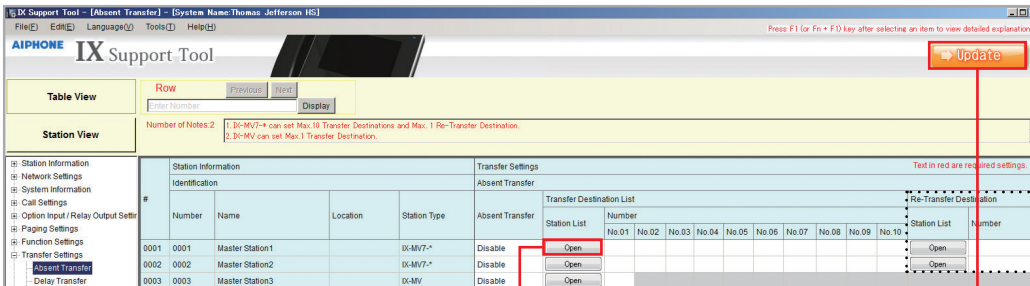 IX Support Tool - [Absent Transfer] - [System Name:Thomas Jefferson HS]
File(F) Edit(E) Language(V) Tools(T) Help(H)
Press F1 (or Fn + F1) key after selecting an item to view detailed explanation
AIPHONE IX Support Tool
Update
Table View
Row
Previous Next
Enter Number Display
Station View
Number of Notes:2
1. IX-MV7-* can set Max.10 Transfer Destinations and Max. 1 Re-Transfer Destination.
2. IX-MV can set Max.1 Transfer Destination.
Station Information
Network Settings
System Information
Call Settings
Option Input / Relay Output Settin
Paging Settings
Function Settings
Transfer Settings
Absent Transfer
Delay Transfer
Text in red are required settings.
# Station Information Transfer Settings
Identification Absent Transfer
Number Name Location Station Type Absent Transfer Transfer Destination List Re-Transfer Destination
Station List Number Station List Number
No.01 No.02 No.03 No.04 No.05 No.06 No.07 No.08 No.09 No.10
0001 0001 Master Station1 IX-MV7-* Disable Open Open
0002 0002 Master Station2 IX-MV7-* Disable Open Open
0003 0003 Master Station3 IX-MV Disable Open